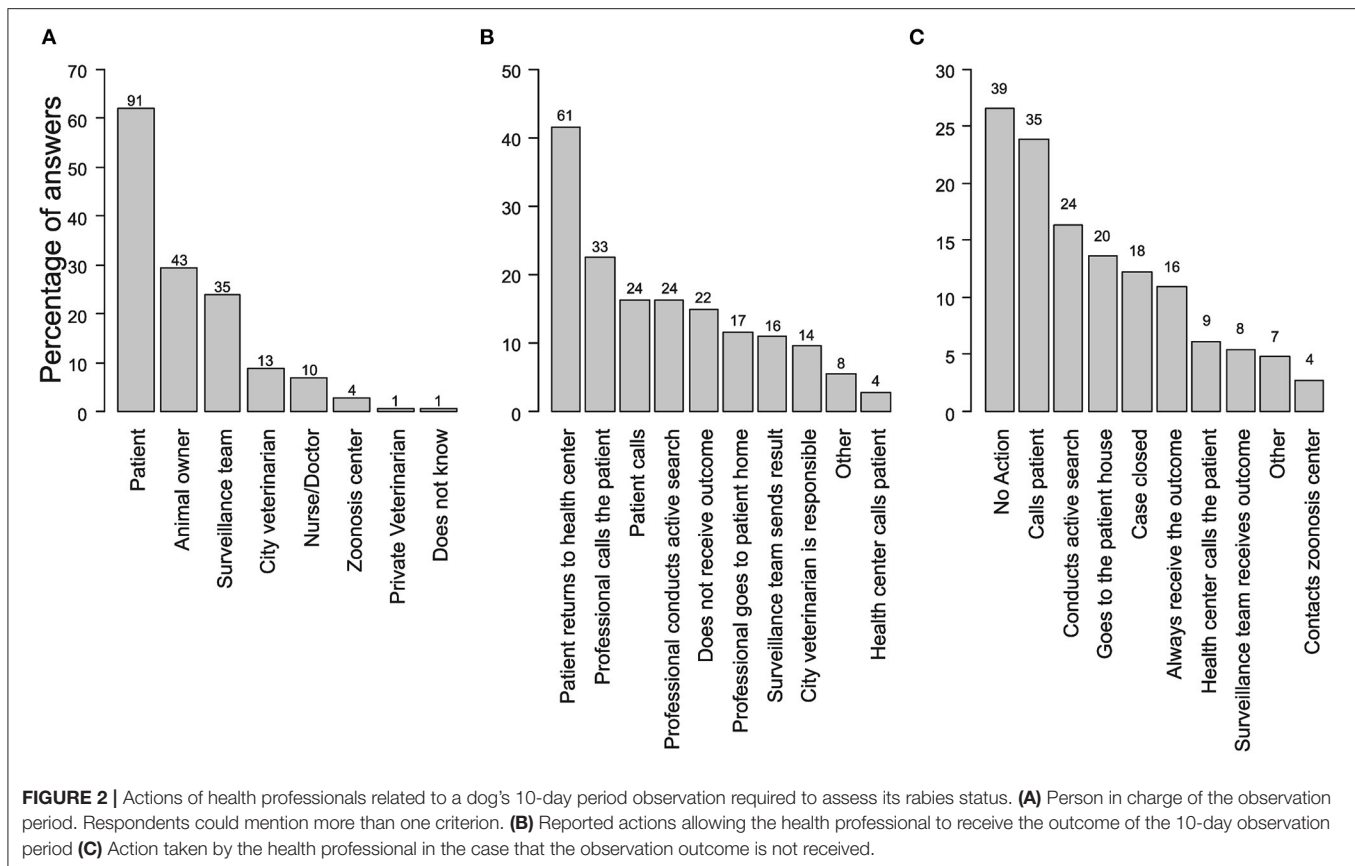 A
Percentage of answers
70
60
50
40
30
20
10
0
91
43
35
13
10
4
1
1
Patient
Animal owner
Surveillance team
City veterinarian
Nurse/Doctor
Zoonosis center
Private Veterinarian
Does not know
B
50
40
30
20
10
0
61
33
24
24
22
17
16
14
8
4
Patient returns to health center
Professional calls the patient
Patient calls
Professional conducts active search
Does not receive outcome
Professional goes to patient home
Surveillance team sends result
City veterinarian is responsible
Other
Health center calls patient
C
30
25
20
15
10
5
0
39
35
24
20
18
16
9
8
7
4
No Action
Calls patient
Conducts active search
Goes to the patient house
Case closed
Always receive the outcome
Health center calls the patient
Surveillance team receives outcome
Other
Contacts zoonosis center
FIGURE 2 | Actions of health professionals related to a dog's 10-day period observation required to assess its rabies status. (A) Person in charge of the observation
period. Respondents could mention more than one criterion. (B) Reported actions allowing the health professional to receive the outcome of the 10-day observation
period (C) Action taken by the health professional in the case that the observation outcome is not received.